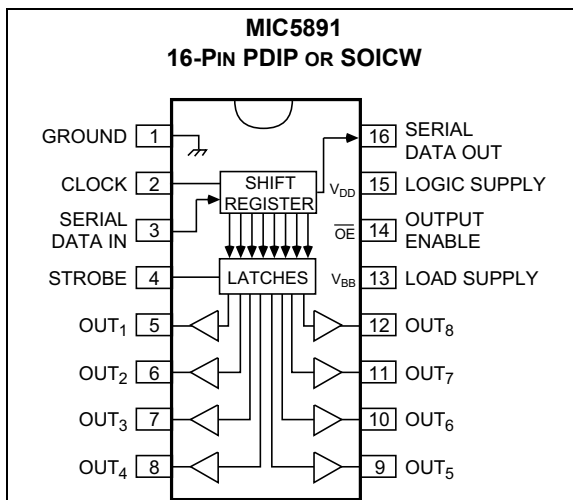 MIC5891
16-PIN PDIP OR SOICW
GROUND 1
16 SERIAL DATA OUT
CLOCK 2
SHIFT REGISTER
VDD 15 LOGIC SUPPLY
SERIAL DATA IN 3
OE 14 OUTPUT ENABLE
STROBE 4
LATCHES
VBB 13 LOAD SUPPLY
OUT1 5
12 OUT8
OUT2 6
11 OUT7
OUT3 7
10 OUT6
OUT4 8
9 OUT5